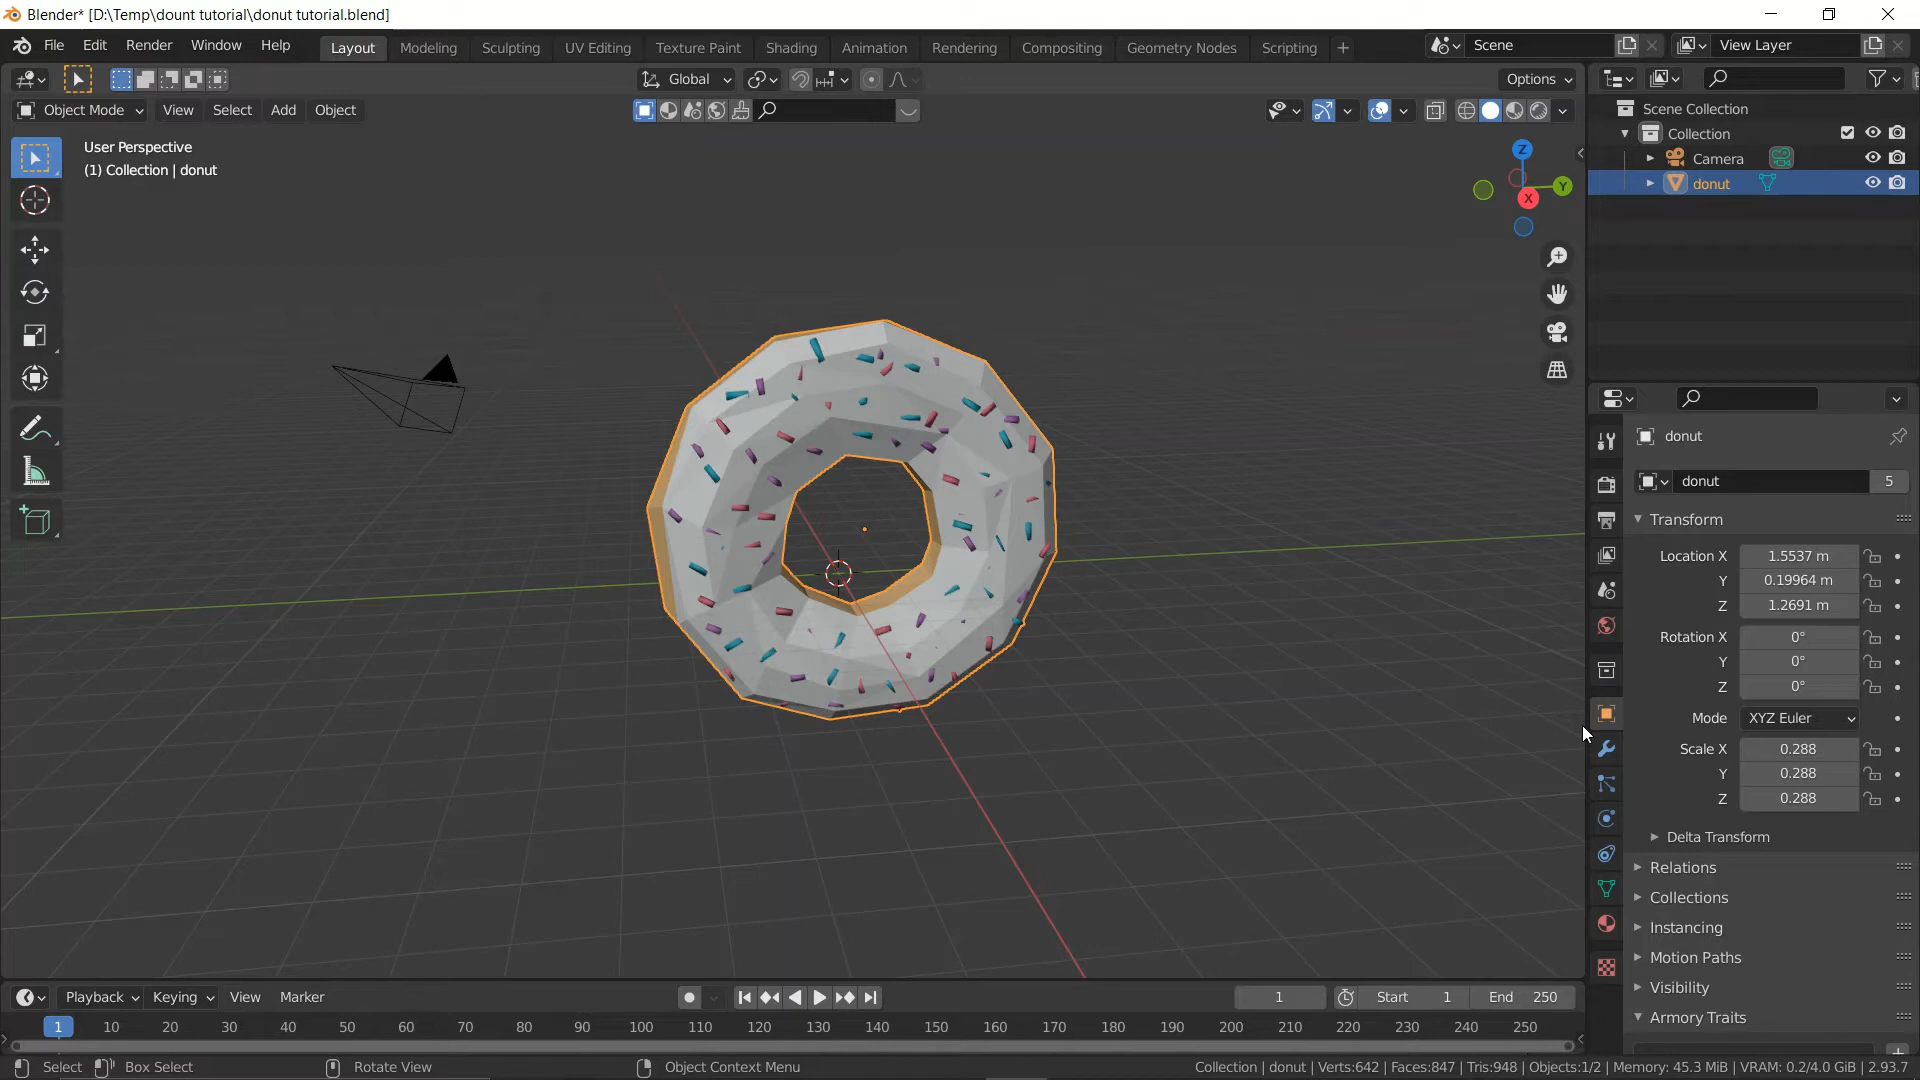 Blender* [D:\Temp\dount tutorial\donut tutorial.blend]
File Edit Render Window Help Layout Modeling Sculpting UV Editing Texture Paint Shading Animation Rendering Compositing Geometry Nodes Scripting + Scene View Layer
Global Options
Object Mode View Select Add Object
User Perspective
(1) Collection | donut
Z
Y
X
Scene Collection
Collection
Camera
donut
donut
donut 5
Transform
Location X 1.5537 m
Y 0.19964 m
Z 1.2691 m
Rotation X 0°
Y 0°
Z 0°
Mode XYZ Euler
Scale X 0.288
Y 0.288
Z 0.288
Delta Transform
Relations
Collections
Instancing
Motion Paths
Visibility
Armory Traits
Playback Keying View Marker 1 Start 1 End 250
1 10 20 30 40 50 60 70 80 90 100 110 120 130 140 150 160 170 180 190 200 210 220 230 240 250
Select Box Select Rotate View Object Context Menu Collection | donut | Verts:642 | Faces:847 | Tris:948 | Objects:1/2 | Memory: 45.3 MiB | VRAM: 0.2/4.0 GiB | 2.93.7